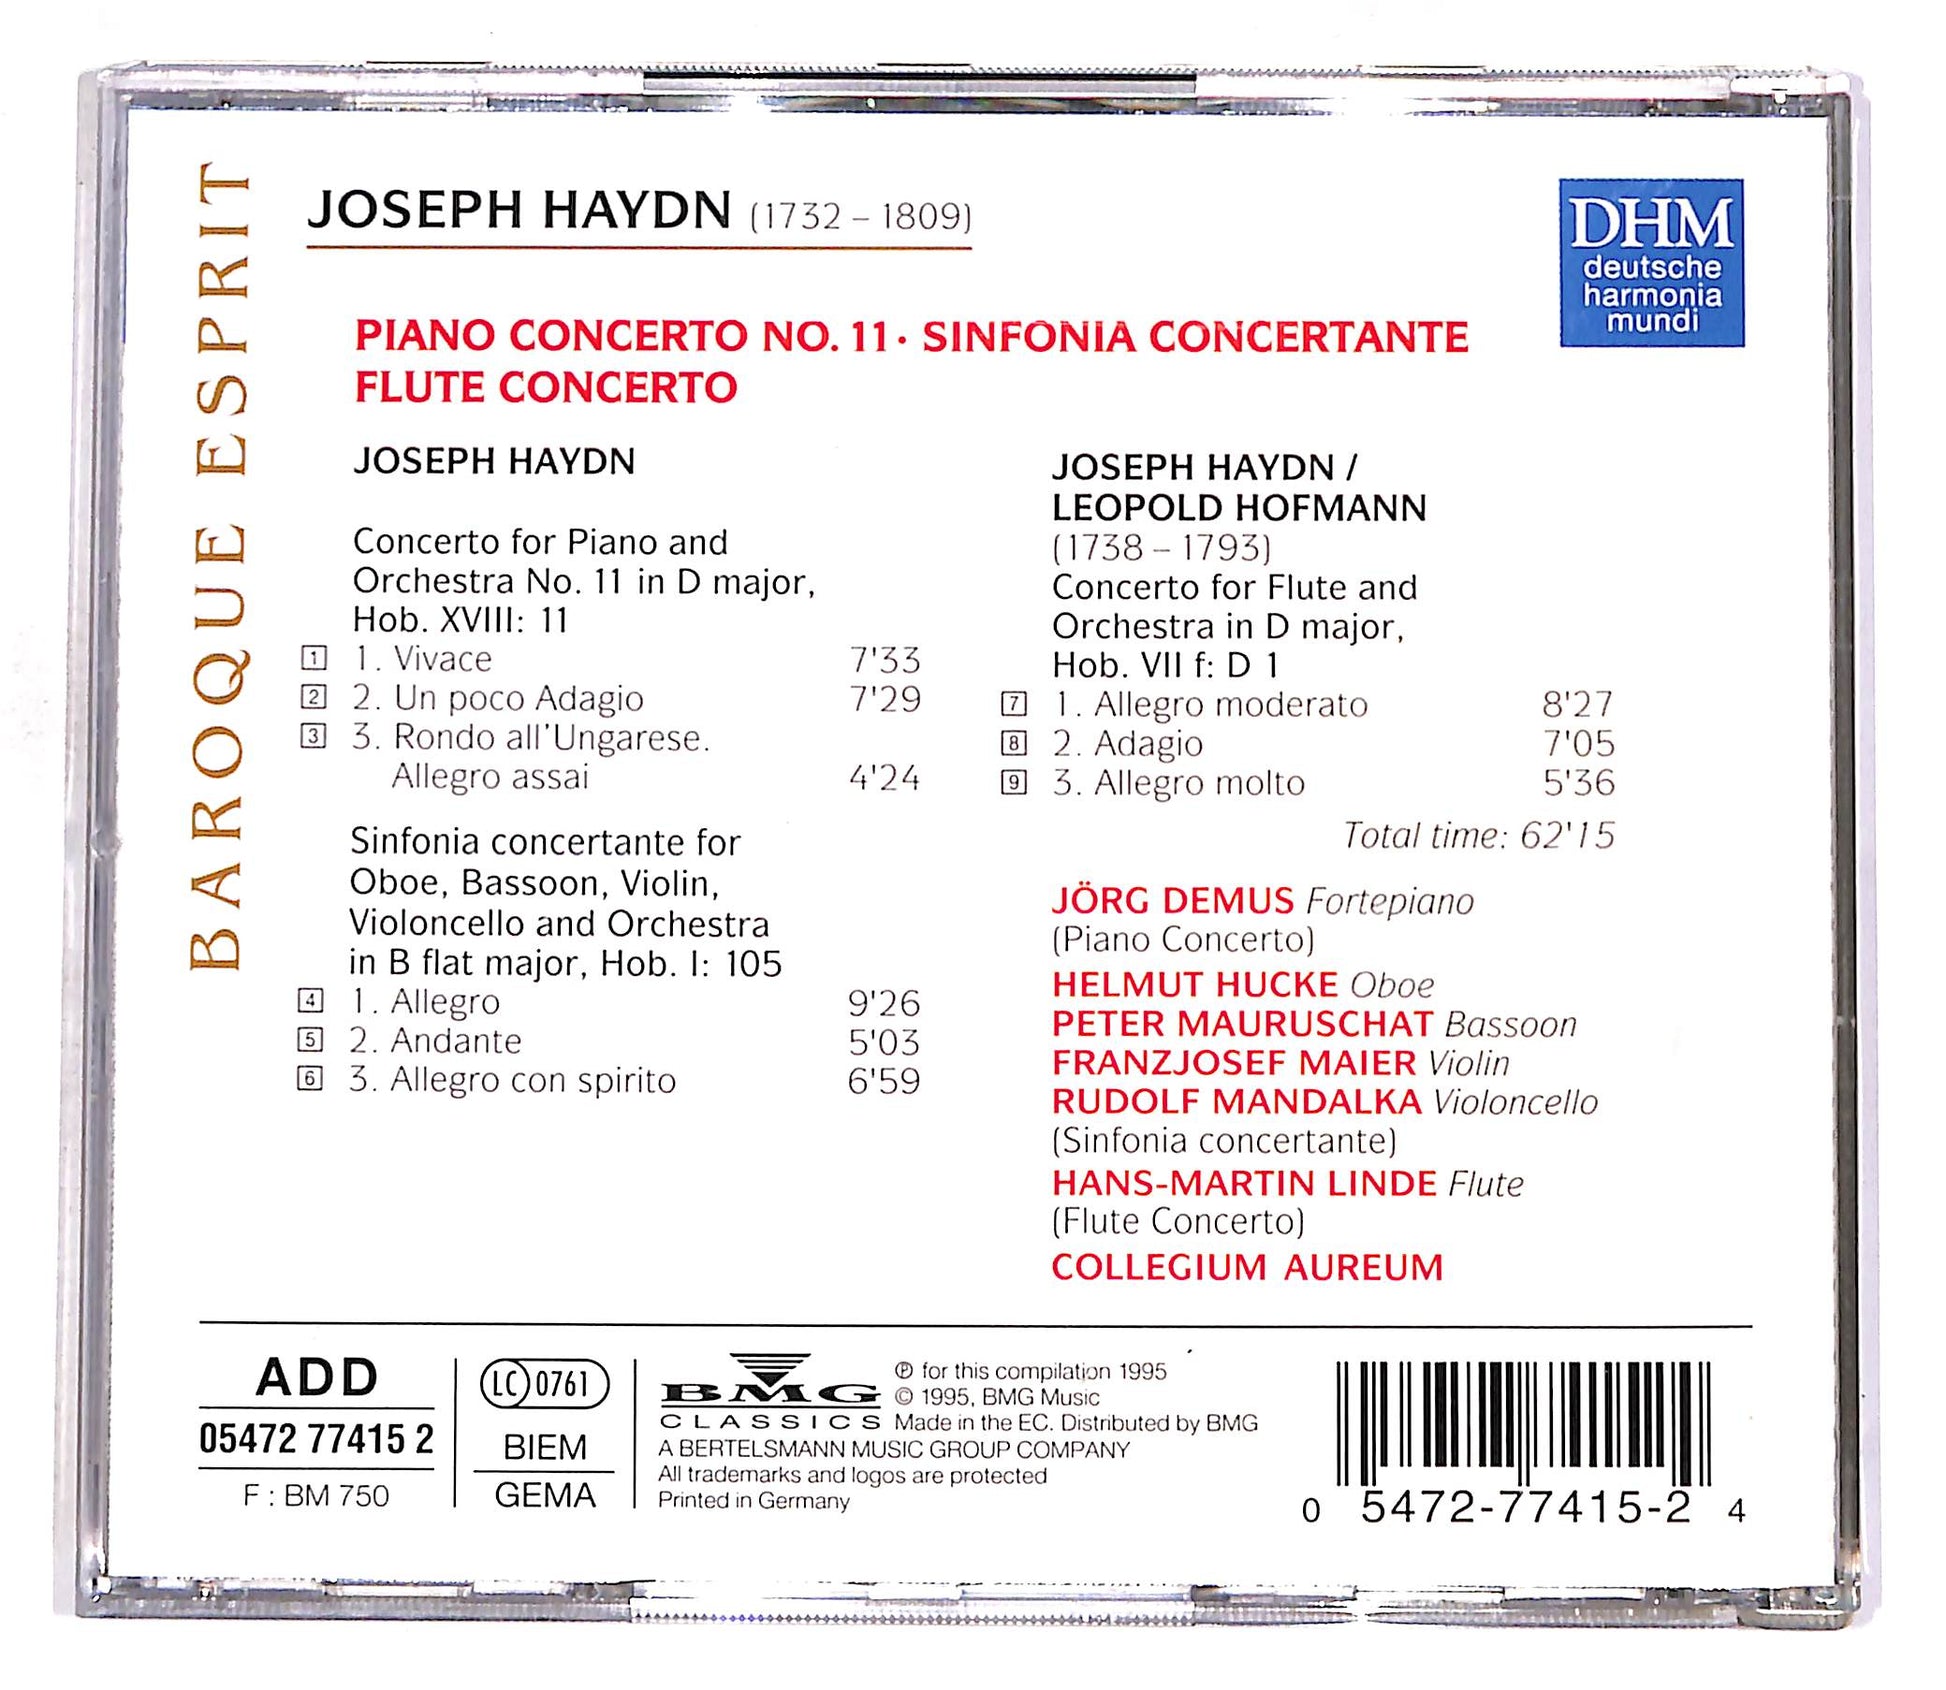 BAROQUE ESPRIT
JOSEPH HAYDN (1732 – 1809)
DHM
deutsche
harmonia
mundi
PIANO CONCERTO NO. 11 · SINFONIA CONCERTANTE
FLUTE CONCERTO
JOSEPH HAYDN
Concerto for Piano and
Orchestra No. 11 in D major,
Hob. XVIII: 11
1 1. Vivace 7'33
2 2. Un poco Adagio 7'29
3 3. Rondo all'Ungarese.
Allegro assai 4'24
Sinfonia concertante for
Oboe, Bassoon, Violin,
Violoncello and Orchestra
in B flat major, Hob. I: 105
4 1. Allegro 9'26
5 2. Andante 5'03
6 3. Allegro con spirito 6'59
JOSEPH HAYDN /
LEOPOLD HOFMANN
(1738 – 1793)
Concerto for Flute and
Orchestra in D major,
Hob. VII f: D 1
7 1. Allegro moderato 8'27
8 2. Adagio 7'05
9 3. Allegro molto 5'36
Total time: 62'15
JÖRG DEMUS Fortepiano
(Piano Concerto)
HELMUT HUCKE Oboe
PETER MAURUSCHAT Bassoon
FRANZJOSEF MAIER Violin
RUDOLF MANDALKA Violoncello
(Sinfonia concertante)
HANS-MARTIN LINDE Flute
(Flute Concerto)
COLLEGIUM AUREUM
ADD
05472 77415 2
F : BM 750
LC 0761
BIEM
GEMA
BMG
CLASSICS
℗ for this compilation 1995
© 1995, BMG Music
Made in the EC. Distributed by BMG
A BERTELSMANN MUSIC GROUP COMPANY
All trademarks and logos are protected
Printed in Germany
0 5472-77415-2 4